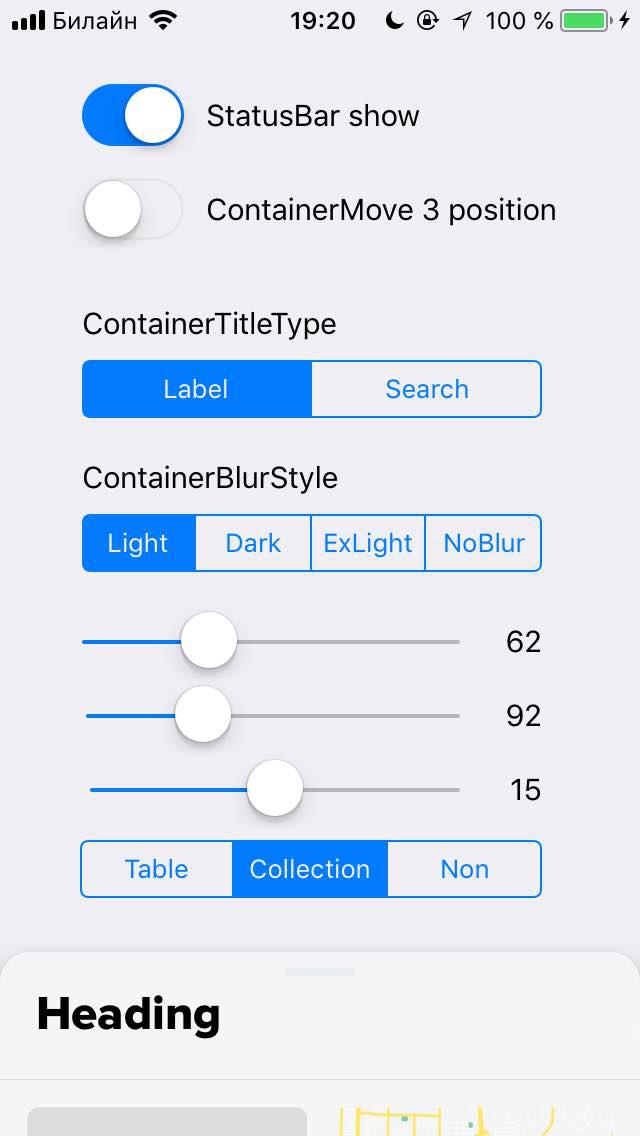 Билайн 19:20 100 %
StatusBar show
ContainerMove 3 position
ContainerTitleType
Label Search
ContainerBlurStyle
Light Dark ExLight NoBlur
62
92
15
Table Collection Non
Heading